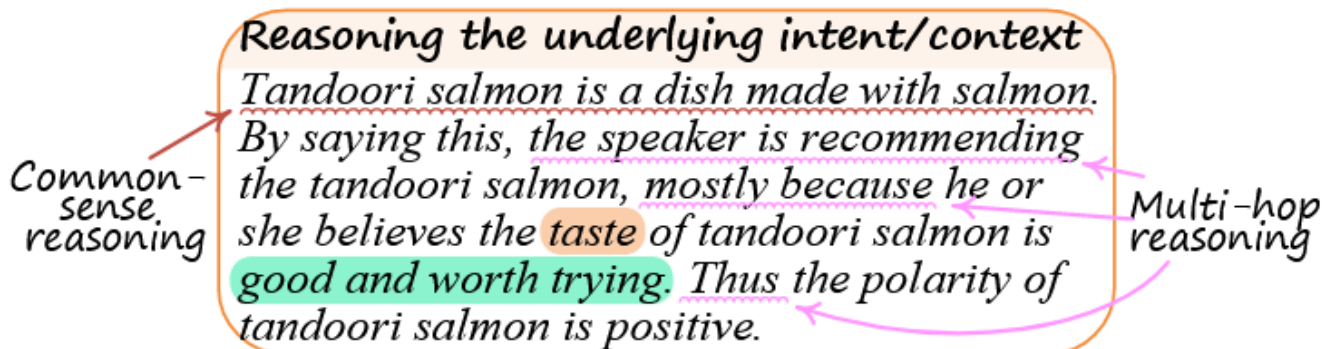 Reasoning the underlying intent/context
Tandoori salmon is a dish made with salmon.
By saying this, the speaker is recommending
the tandoori salmon, mostly because he or
she believes the taste of tandoori salmon is
good and worth trying. Thus the polarity of
tandoori salmon is positive.
Common-
sense
reasoning
Multi-hop
reasoning